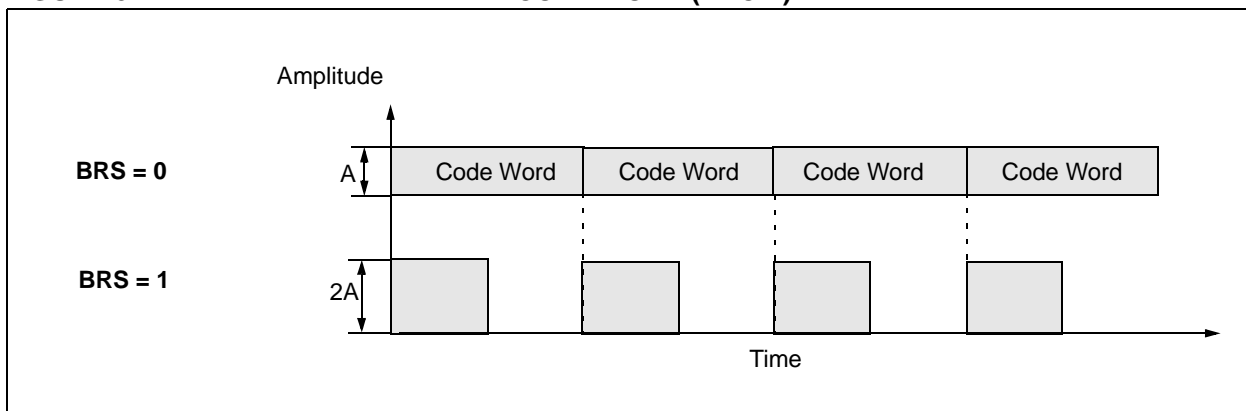 Amplitude
BRS = 0
A
Code Word
Code Word
Code Word
Code Word
BRS = 1
2A
Time